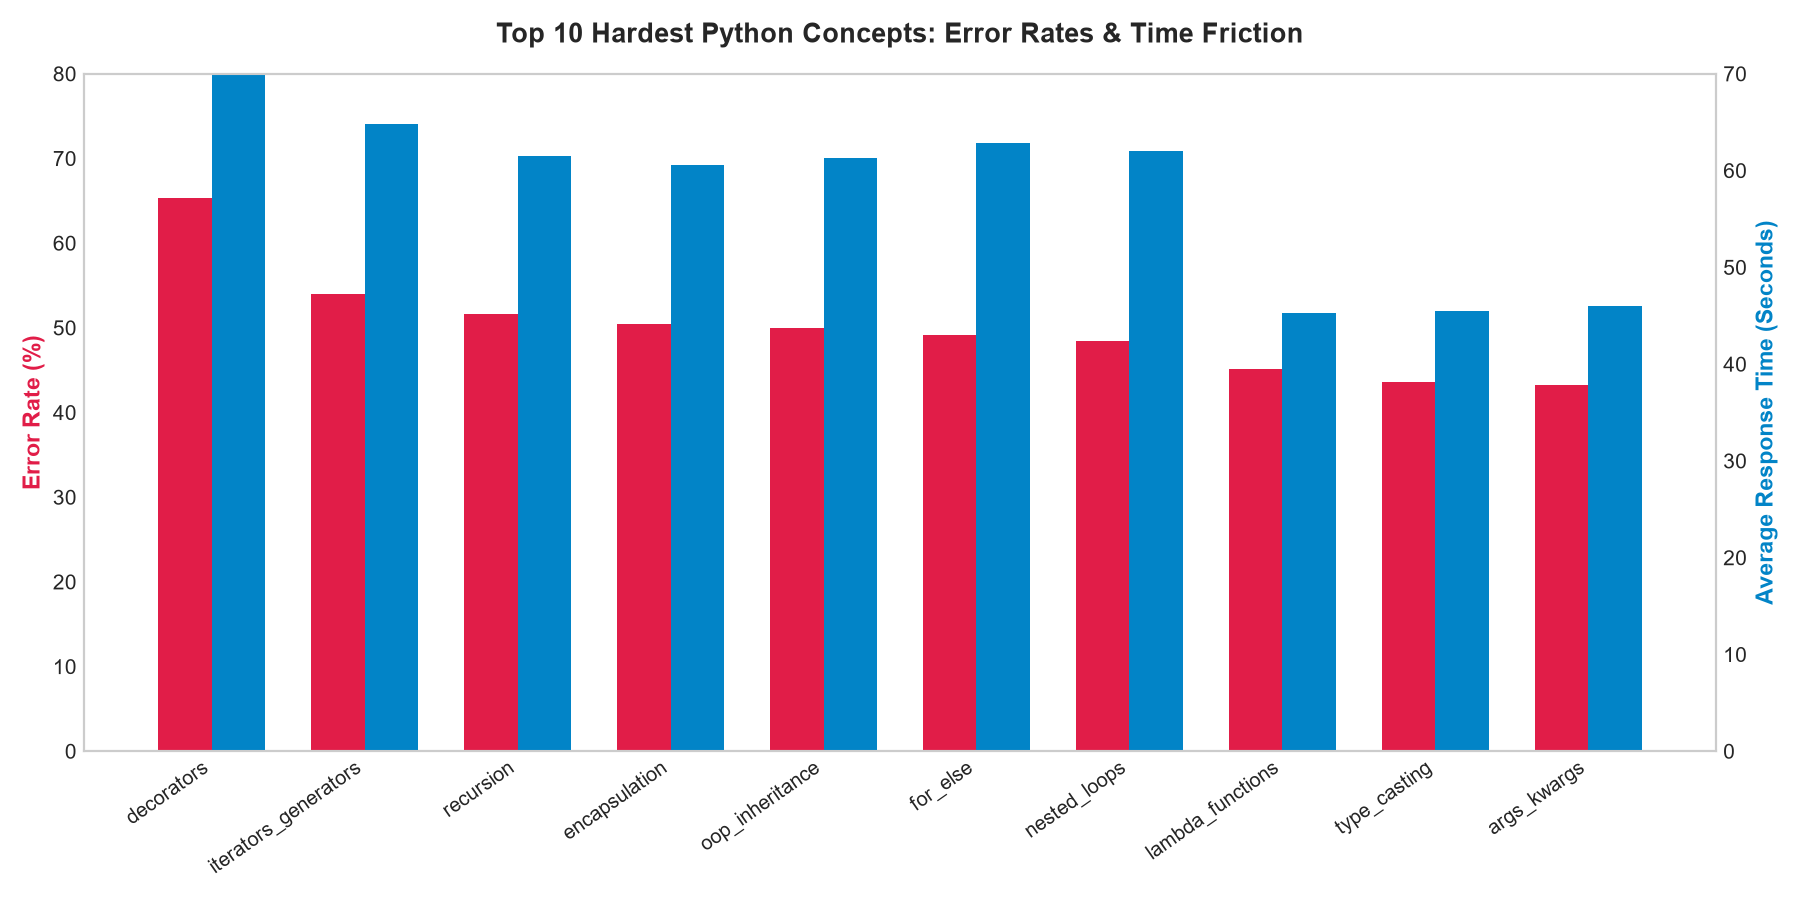 Top 10 Hardest Python Concepts: Error Rates & Time Friction
Error Rate (%)
80
70
60
50
40
30
20
10
0
70
60
50
40
30
20
10
0
Average Response Time (Seconds)
decorators
iterators_generators
recursion
encapsulation
oop_inheritance
for_else
nested_loops
lambda_functions
type_casting
args_kwargs